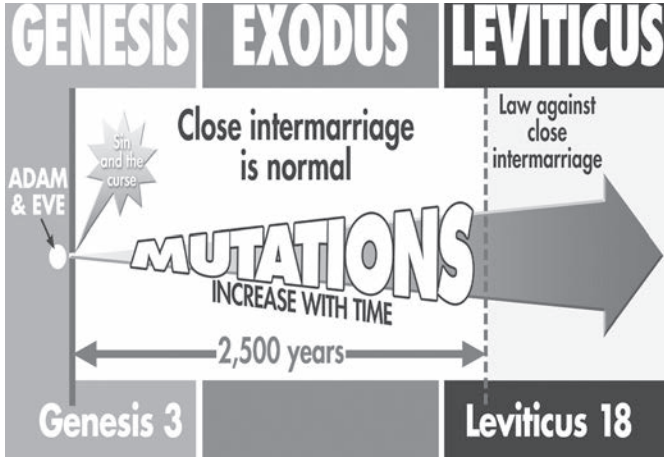 GENESIS EXODUS LEVITICUS
Sin
and the
curse
ADAM
& EVE
Close intermarriage
is normal
Law against
close
intermarriage
MUTATIONS
INCREASE WITH TIME
2,500 years
Genesis 3
Leviticus 18